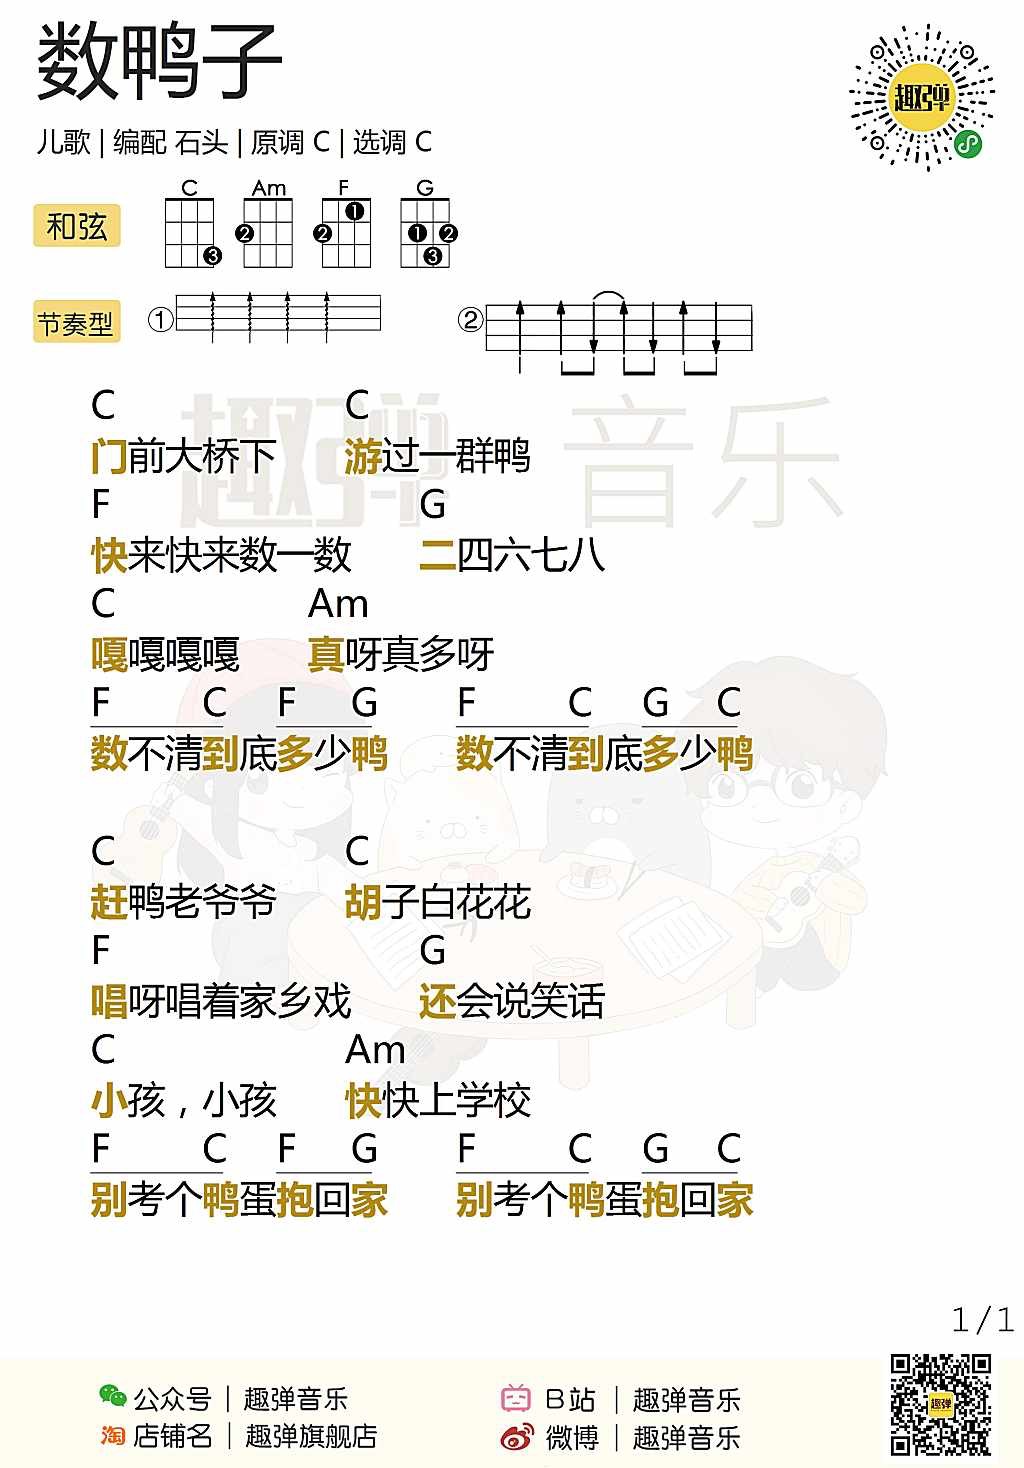 数鸭子
趣弹
儿歌 | 编配 石头 | 原调 C | 选调 C
和弦
C Am F G
3 2 2 1 1 2 3
节奏型
① ②
趣弹 音乐
C C
门前大桥下 游过一群鸭
F G
快来快来数一数 二四六七八
C Am
嘎嘎嘎嘎 真呀真多呀
F C F G F C G C
数不清到底多少鸭 数不清到底多少鸭
C C
赶鸭老爷爷 胡子白花花
F G
唱呀唱着家乡戏 还会说笑话
C Am
小孩，小孩 快快上学校
F C F G F C G C
别考个鸭蛋抱回家 别考个鸭蛋抱回家
1/1
公众号 | 趣弹音乐 B站 | 趣弹音乐
淘 店铺名 | 趣弹旗舰店 微博 | 趣弹音乐
趣弹